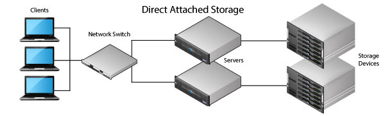 Direct Attached Storage
Clients
Network Switch
Servers
Storage
Devices